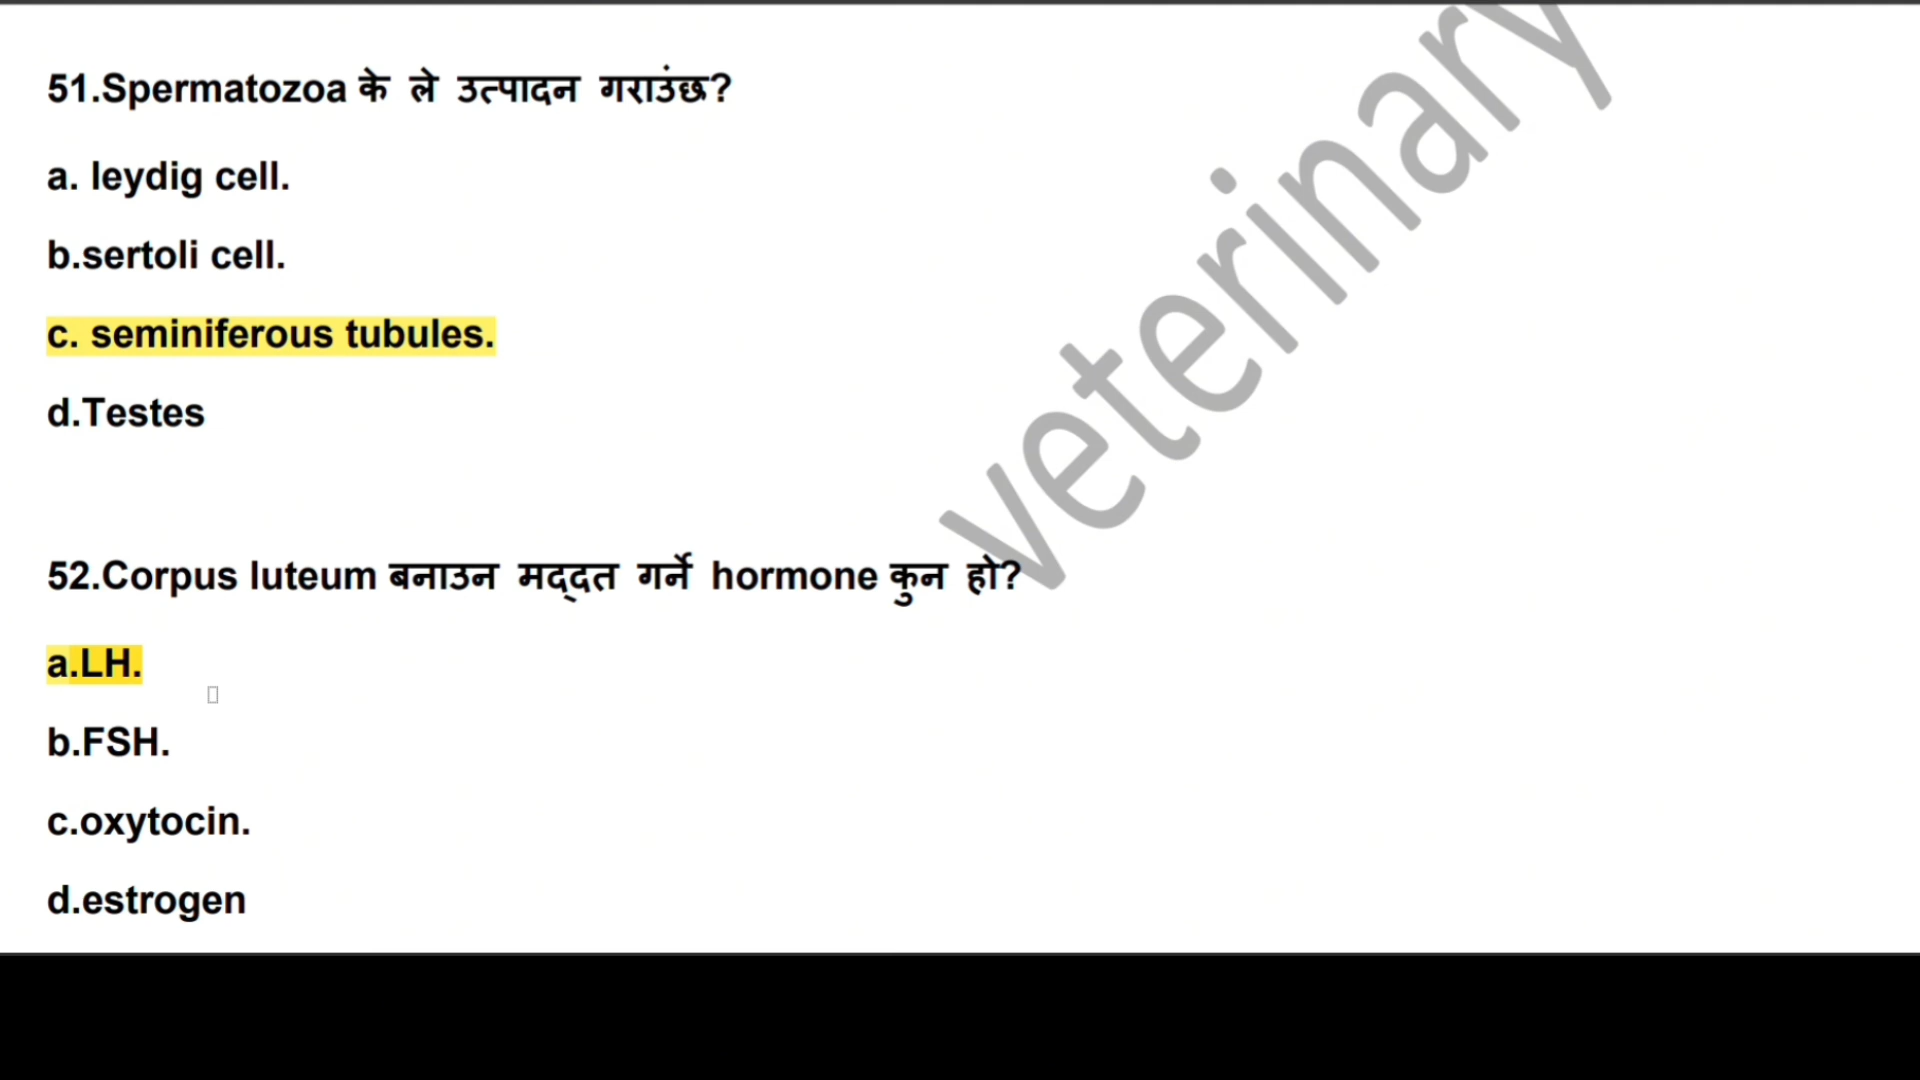 51.Spermatozoa के ले उत्पादन गराउंछ?
a. leydig cell.
b.sertoli cell.
c. seminiferous tubules.
d.Testes
veterinary
52.Corpus luteum बनाउन मद्दत गर्ने hormone कुन हो?
a.LH.
b.FSH.
c.oxytocin.
d.estrogen